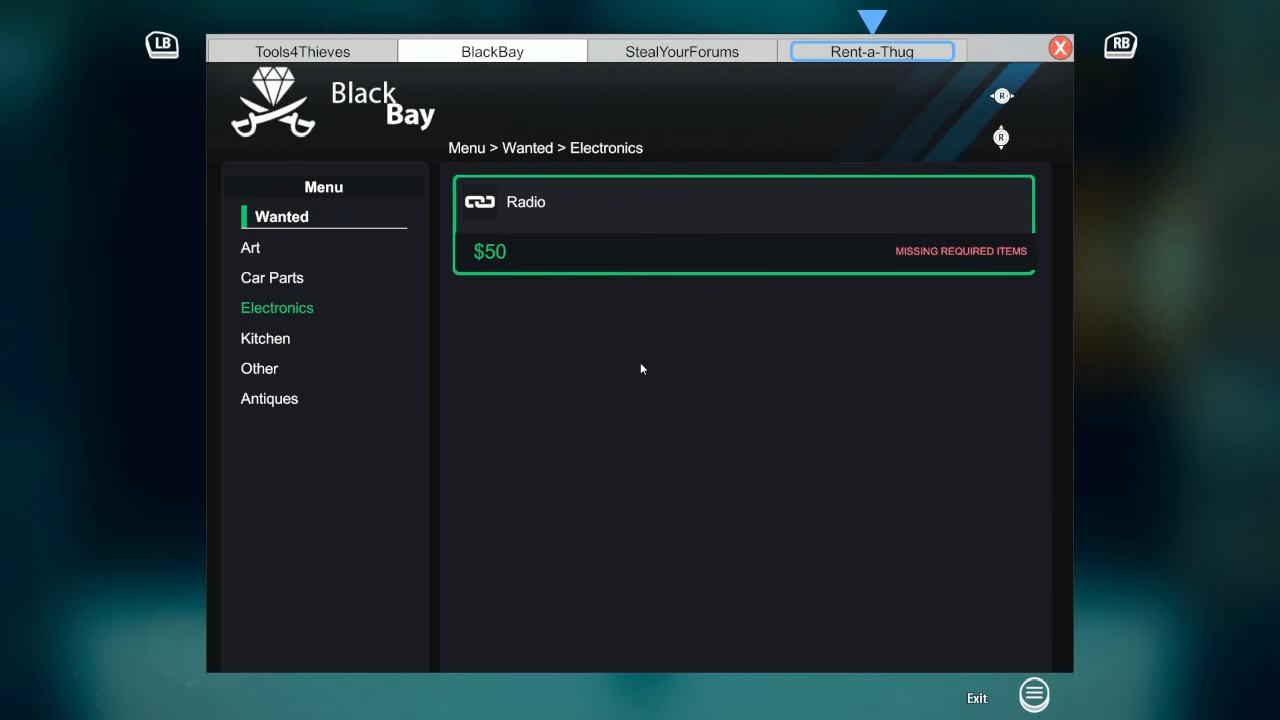 LB
Tools4Thieves
BlackBay
StealYourForums
Rent-a-Thug
X
RB
Black
Bay
R
R
Menu > Wanted > Electronics
Menu
Wanted
Art
Car Parts
Electronics
Kitchen
Other
Antiques
Radio
$50
MISSING REQUIRED ITEMS
Exit